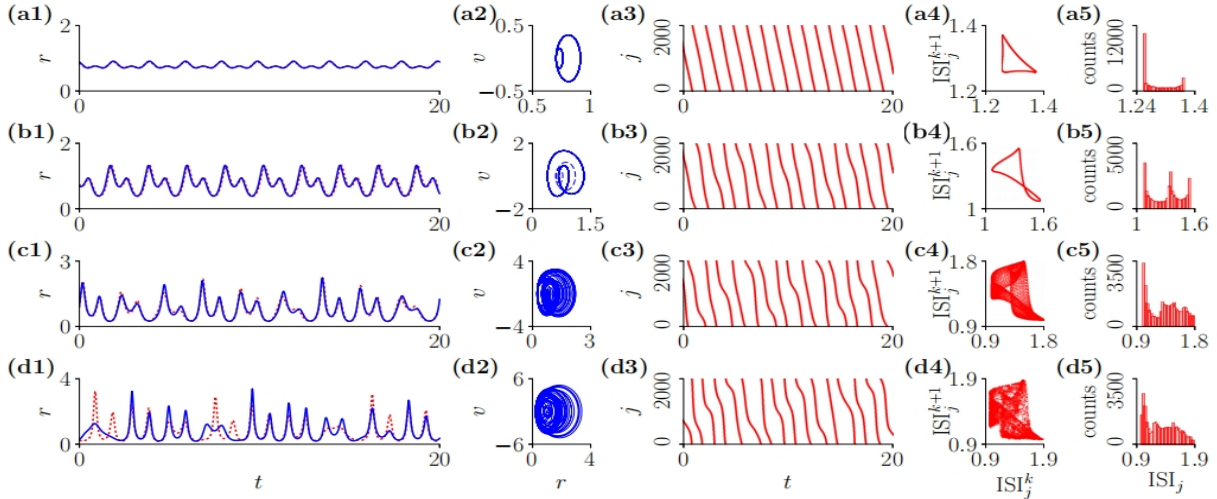 (a1) (a2) (a3) (a4) (a5)
2 0.5 2000 1.4 12000
r v j ISI_j^{k+1} counts
0 −0.5 0 1.2 0
0 20 0.5 1 0 20 1.2 1.4 1.24 1.4
(b1) (b2) (b3) (b4) (b5)
2 2 5000 1.6 5000
r v j ISI_j^{k+1} counts
0 −2 0 1 0
0 20 0 1.5 0 20 1 1.6 1 1.6
(c1) (c2) (c3) (c4) (c5)
3 4 2000 1.8 3500
r v j ISI_j^{k+1} counts
0 −4 0 0.9 0
0 20 0 3 0 20 0.9 1.8 0.9 1.8
(d1) (d2) (d3) (d4) (d5)
4 6 5000 1.9 3500
r v j ISI_j^{k+1} counts
0 −6 0 0.9 0
0 20 0 4 0 20 0.9 1.9 0.9 1.9
t r t ISI_j^k ISI_j